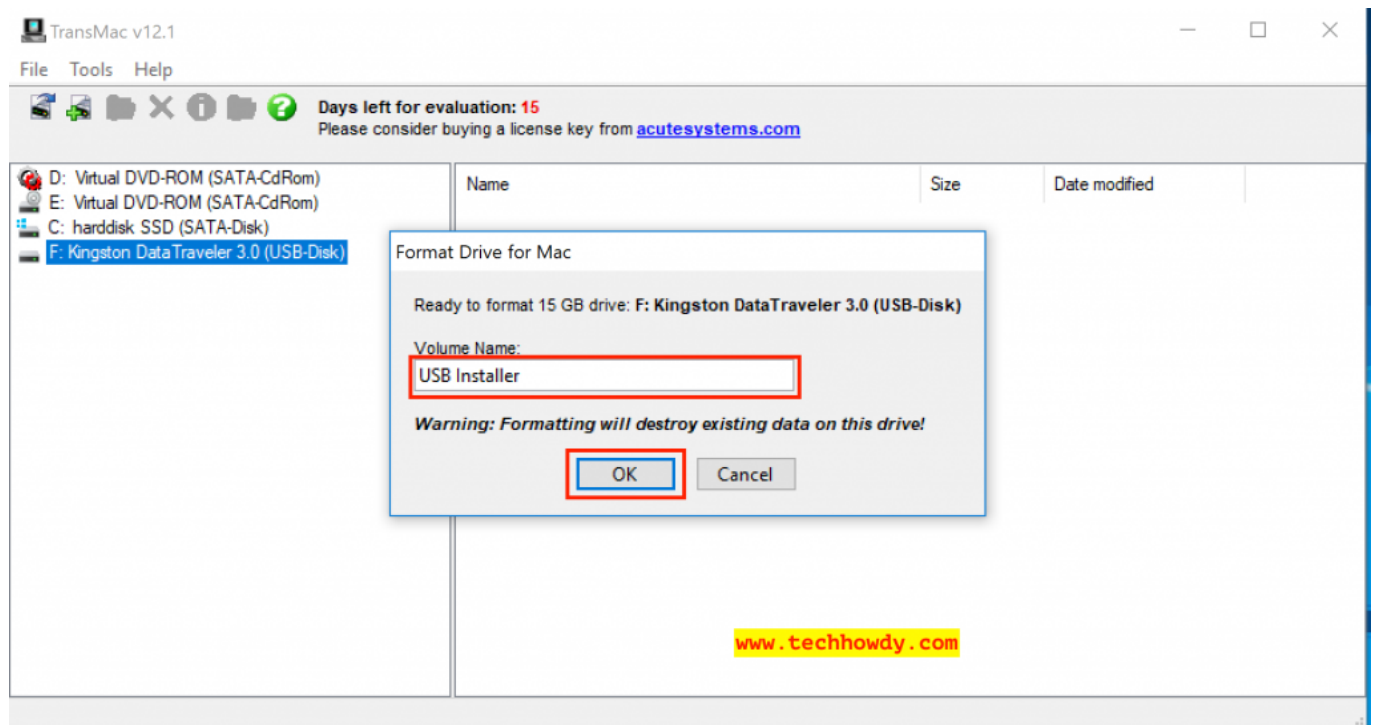 TransMac v12.1
File Tools Help
Days left for evaluation: 15
Please consider buying a license key from acutesystems.com
D: Virtual DVD-ROM (SATA-CdRom)
E: Virtual DVD-ROM (SATA-CdRom)
C: harddisk SSD (SATA-Disk)
F: Kingston DataTraveler 3.0 (USB-Disk)
Name Size Date modified
Format Drive for Mac
Ready to format 15 GB drive: F: Kingston DataTraveler 3.0 (USB-Disk)
Volume Name:
USB Installer
Warning: Formatting will destroy existing data on this drive!
OK Cancel
www.techhowdy.com